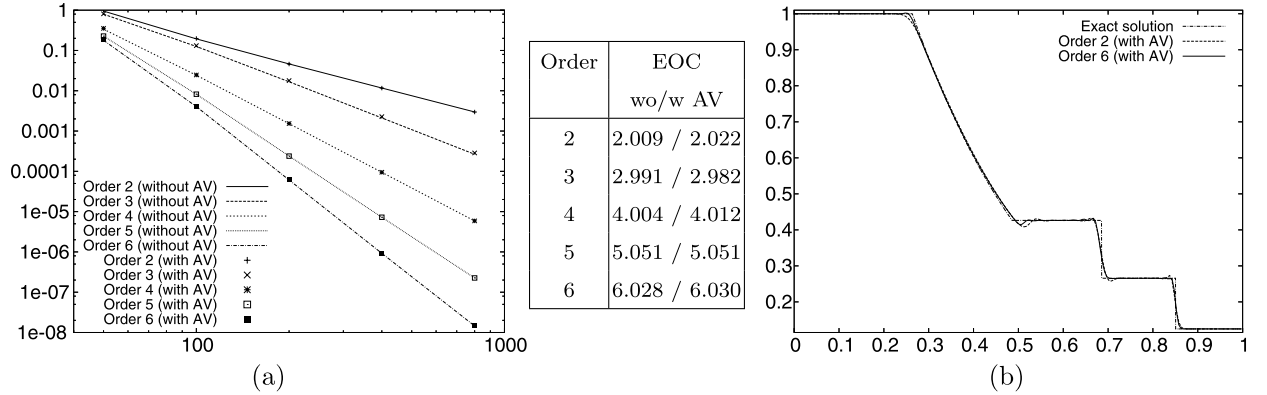 1
0.1
0.01
0.001
0.0001
1e-05
1e-06
1e-07
1e-08
100
1000
Order 2 (without AV)
Order 3 (without AV)
Order 4 (without AV)
Order 5 (without AV)
Order 6 (without AV)
Order 2 (with AV)
Order 3 (with AV)
Order 4 (with AV)
Order 5 (with AV)
Order 6 (with AV)
(a)
Order EOC
wo/w AV
2 2.009 / 2.022
3 2.991 / 2.982
4 4.004 / 4.012
5 5.051 / 5.051
6 6.028 / 6.030
1
0.9
0.8
0.7
0.6
0.5
0.4
0.3
0.2
0 0.1 0.2 0.3 0.4 0.5 0.6 0.7 0.8 0.9 1
Exact solution
Order 2 (with AV)
Order 6 (with AV)
(b)